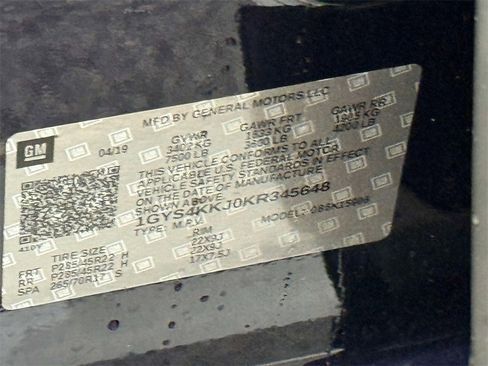 MFD BY GENERAL MOTORS LLC
GM
04/19 GVWR GAWR FRT GAWR RR
3402 KG 1633 KG 1905 KG
7500 LB 3600 LB 4200 LB
THIS VEHICLE CONFORMS TO ALL
APPLICABLE U.S. FEDERAL MOTOR
VEHICLE SAFETY STANDARDS IN EFFECT
ON THE DATE OF MANUFACTURE
SHOWN ABOVE.
1GYS4KKJ0KR345648
TYPE: M.P.V. MODEL:
TIRE SIZE RIM
FRT P285/45R22 H 22X9J
RR P285/45R22 H 22X9J
SPA 265/70R17 S 17X7.5J